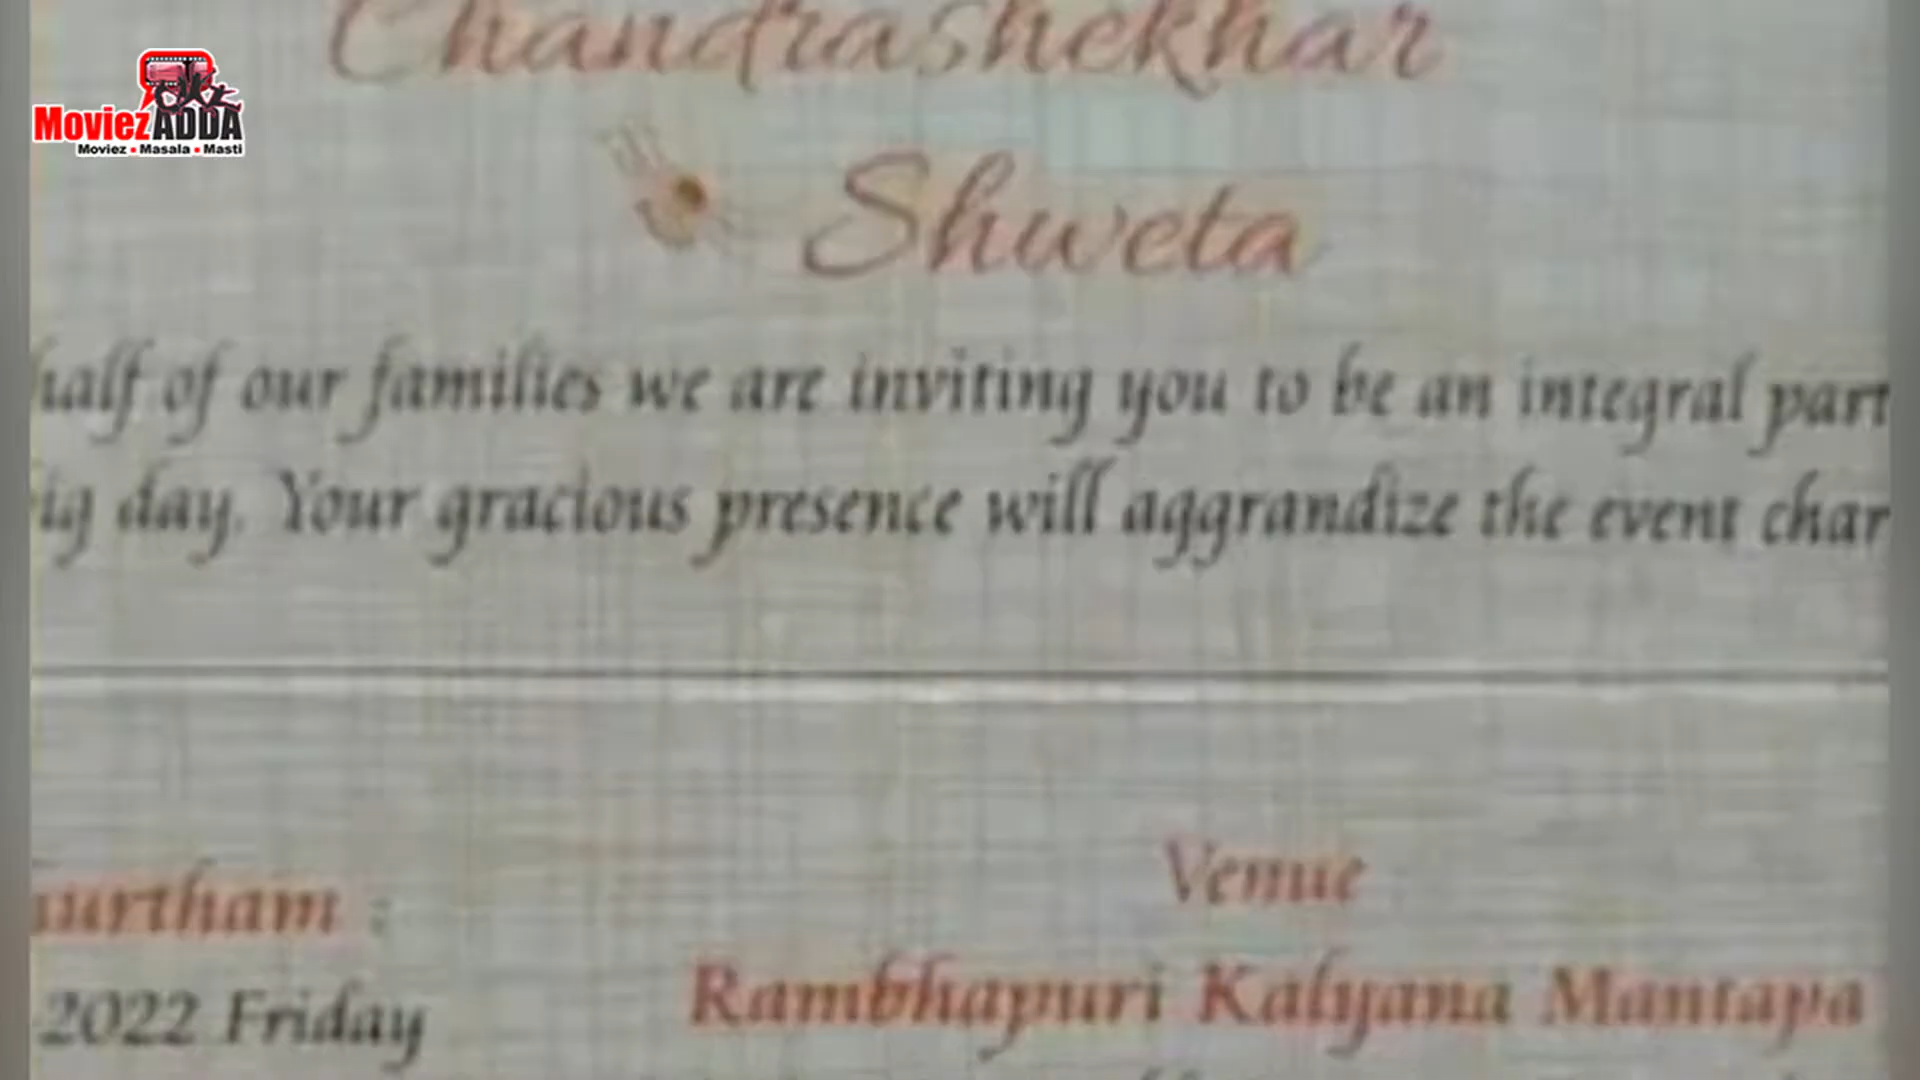 Chandrashekhar
MoviezADDA
Moviez • Masala • Masti
Shweta
half of our families we are inviting you to be an integral part
ig day. Your gracious presence will aggrandize the event char
Venue
urtham :
Rambhapuri Kalyana Mantapa
2022 Friday